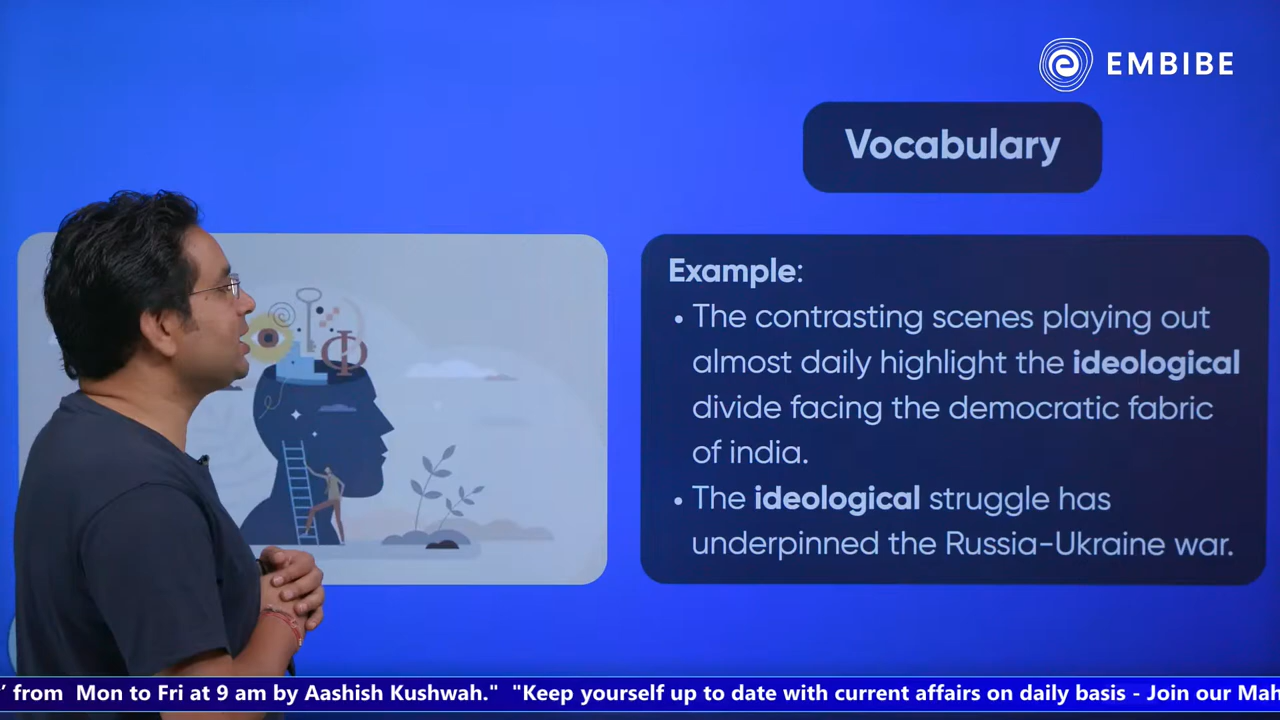 EMBIBE
Vocabulary
Example:
• The contrasting scenes playing out
almost daily highlight the ideological
divide facing the democratic fabric
of india.
• The ideological struggle has
underpinned the Russia-Ukraine war.
’ from Mon to Fri at 9 am by Aashish Kushwah." "Keep yourself up to date with current affairs on daily basis - Join our Mah